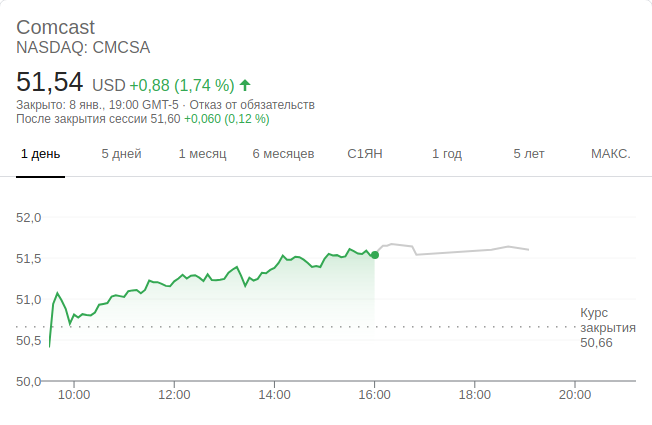 Comcast
NASDAQ: CMCSA
51,54 USD +0,88 (1,74 %) ↑
Закрыто: 8 янв., 19:00 GMT-5 · Отказ от обязательств
После закрытия сессии 51,60 +0,060 (0,12 %)
1 день 5 дней 1 месяц 6 месяцев С1ЯН 1 год 5 лет МАКС.
52,0
51,5
51,0
50,5
50,0
Курс
закрытия
50,66
10:00 12:00 14:00 16:00 18:00 20:00